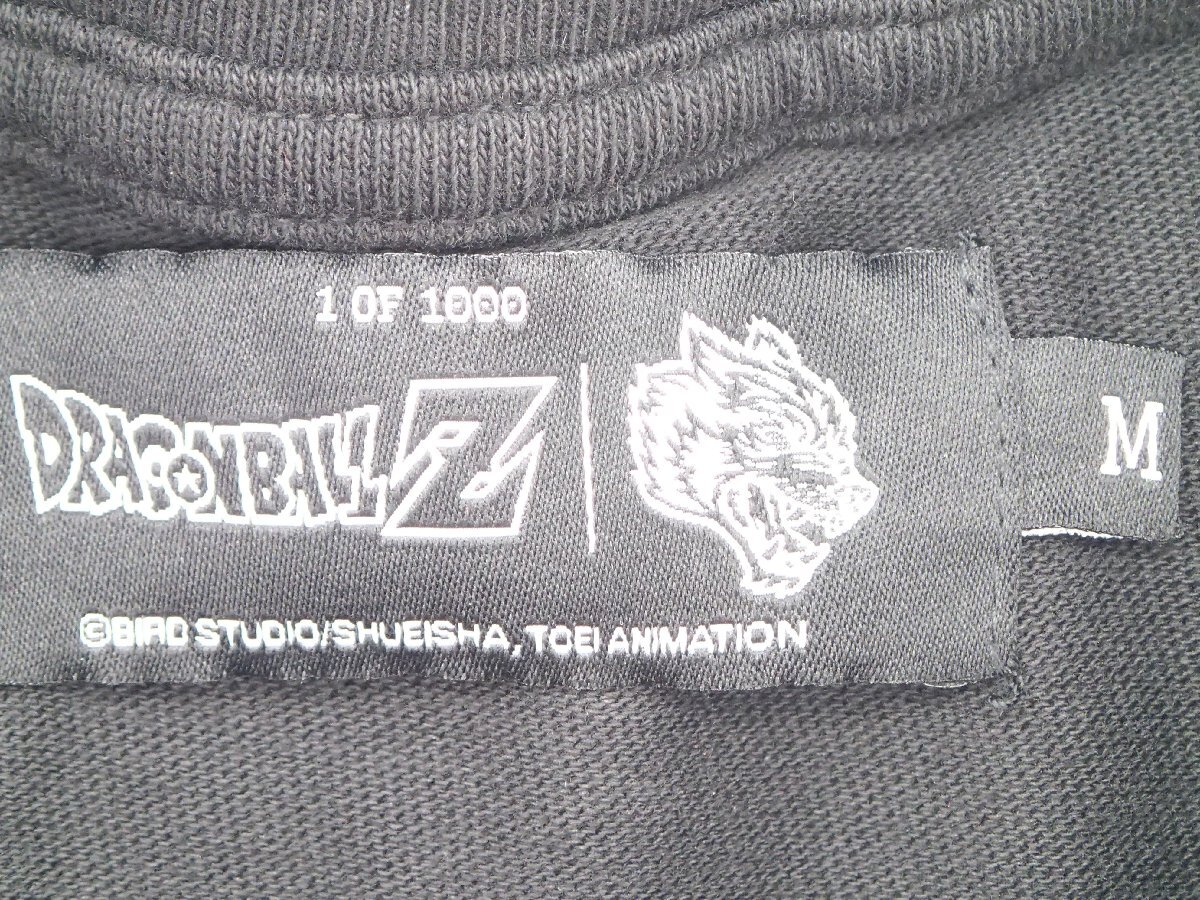 1 OF 1000
DRAGONBALL Z
M
©BIRD STUDIO/SHUEISHA, TOEI ANIMATION